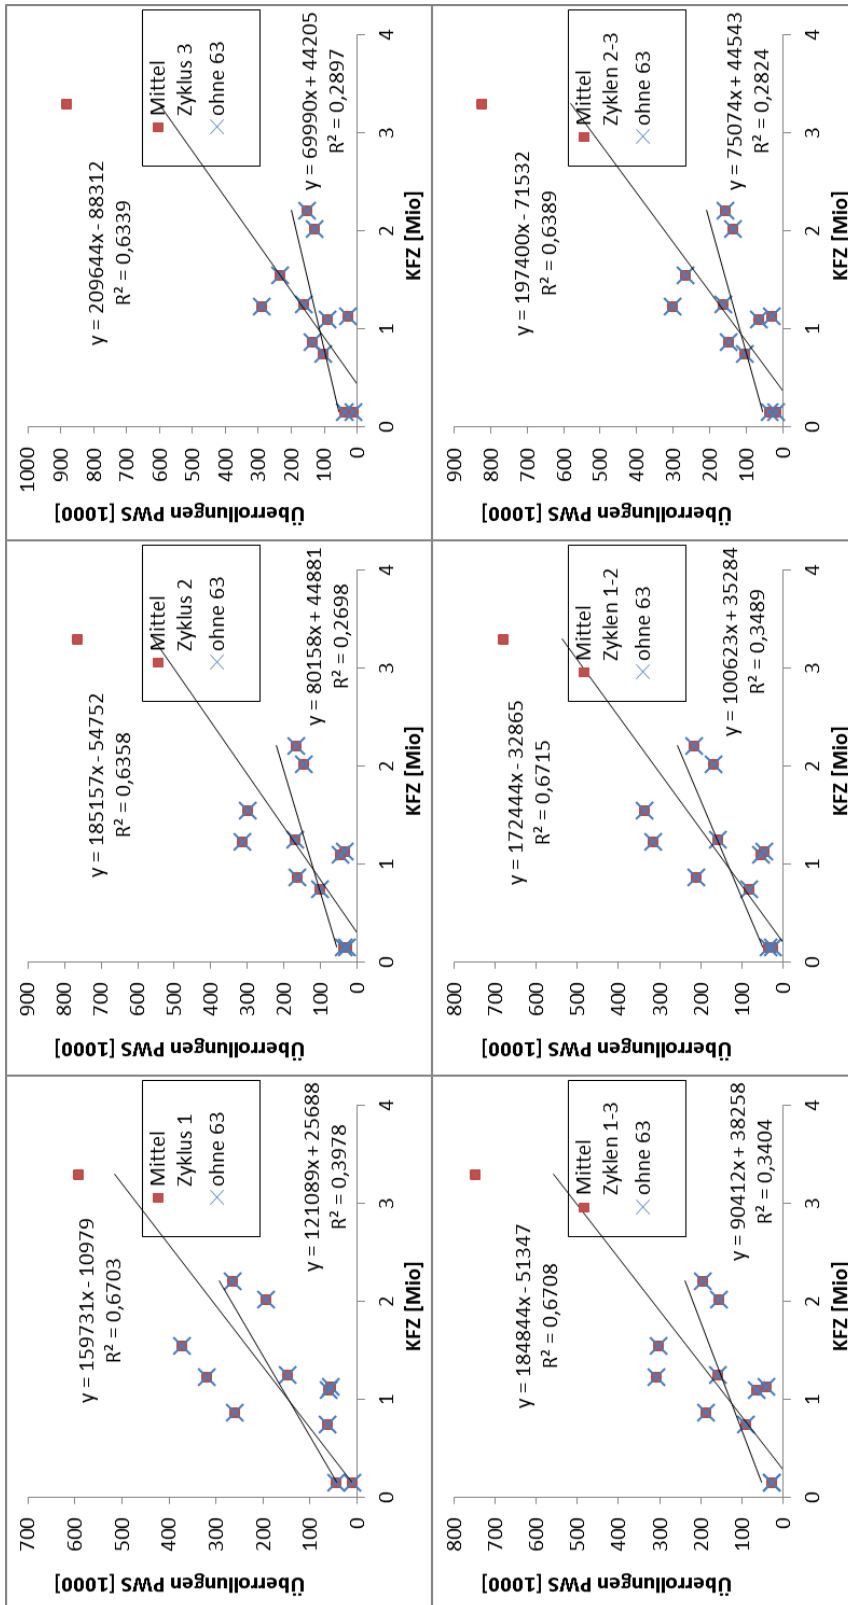 700
600
500
400
300
200
100
0
0
1
2
3
4
Überrollungen PWS [1000]
KFZ [Mio]
y = 159731x - 10979
R² = 0,6703
Mittel
Zyklus 1
ohne 63
y = 121089x + 25688
R² = 0,3978
900
800
700
600
500
400
300
200
100
0
0
1
2
3
4
Überrollungen PWS [1000]
KFZ [Mio]
y = 185157x - 54752
R² = 0,6358
Mittel
Zyklus 2
ohne 63
y = 80158x + 44881
R² = 0,2698
1000
900
800
700
600
500
400
300
200
100
0
0
1
2
3
4
Überrollungen PWS [1000]
KFZ [Mio]
y = 209644x - 88312
R² = 0,6339
Mittel
Zyklus 3
ohne 63
y = 69990x + 44205
R² = 0,2897
800
700
600
500
400
300
200
100
0
0
1
2
3
4
Überrollungen PWS [1000]
KFZ [Mio]
y = 184844x - 51347
R² = 0,6708
Mittel
Zyklen 1-3
ohne 63
y = 90412x + 38258
R² = 0,3404
800
700
600
500
400
300
200
100
0
0
1
2
3
4
Überrollungen PWS [1000]
KFZ [Mio]
y = 172444x - 32865
R² = 0,6715
Mittel
Zyklen 1-2
ohne 63
y = 100623x + 35284
R² = 0,3489
900
800
700
600
500
400
300
200
100
0
0
1
2
3
4
Überrollungen PWS [1000]
KFZ [Mio]
y = 197400x - 71532
R² = 0,6389
Mittel
Zyklen 2-3
ohne 63
y = 75074x + 44543
R² = 0,2824